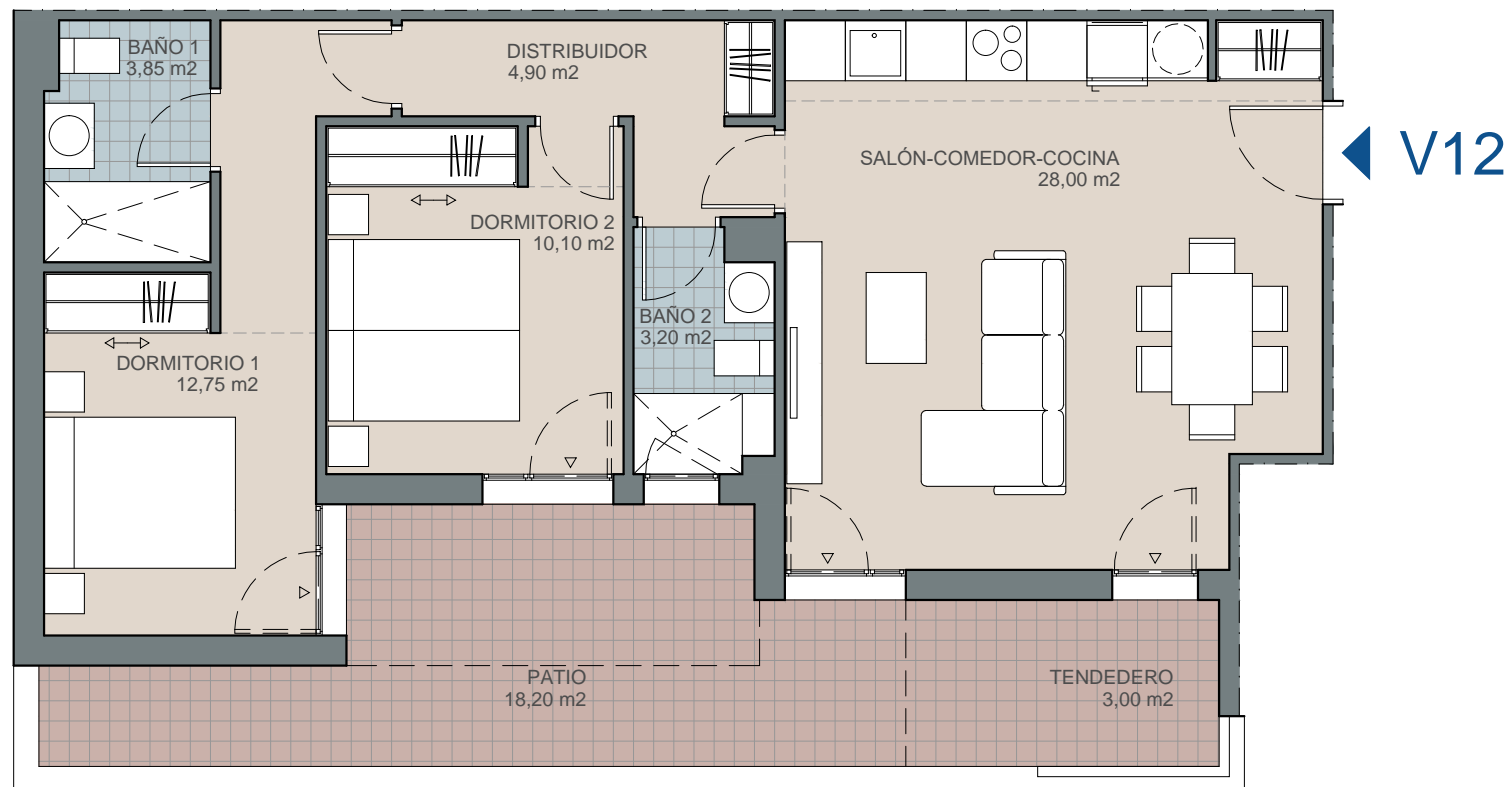 BAÑO 1
3,85 m2
DISTRIBUIDOR
4,90 m2
SALÓN-COMEDOR-COCINA
28,00 m2
V12
DORMITORIO 2
10,10 m2
BAÑO 2
3,20 m2
DORMITORIO 1
12,75 m2
PATIO
18,20 m2
TENDEDERO
3,00 m2